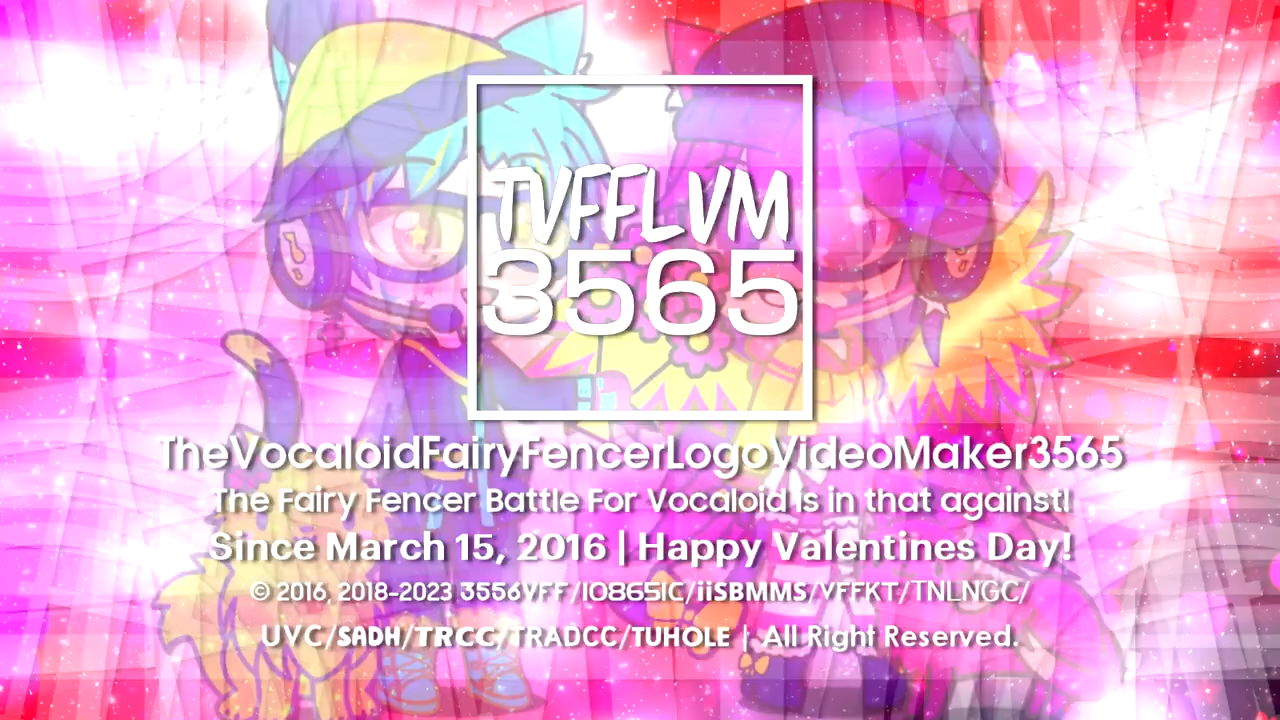 TVFFLVM
3565
TheVocaloidFairyFencerLogoVideoMaker3565
The Fairy Fencer Battle For Vocaloid is in that against!
Since March 15, 2016 | Happy Valentines Day!
© 2016, 2018-2023 3556VFF/IO865IC/iiSBMMS/VFFKT/TNLNGC/
UVC/SADH/TRCC/TRADCC/TUHOLE | All Right Reserved.